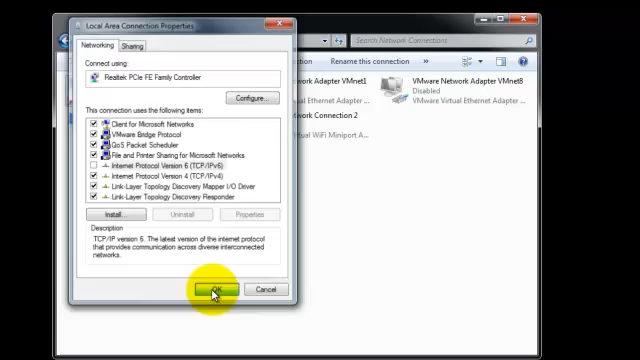 Local Area Connection Properties
Search Network Connections
Networking
Sharing
Rename this connection
Connect using:
Realtek PCIe FE Family Controller
Configure...
This connection uses the following items:
Client for Microsoft Networks
VMware Bridge Protocol
QoS Packet Scheduler
File and Printer Sharing for Microsoft Networks
Internet Protocol Version 6 (TCP/IPv6)
Internet Protocol Version 4 (TCP/IPv4)
Link-Layer Topology Discovery Mapper I/O Driver
Link-Layer Topology Discovery Responder
Install...
Uninstall
Properties
Description
TCP/IP version 6. The latest version of the internet protocol
that provides communication across diverse interconnected
networks.
OK
Cancel
Network Adapter VMnet1
Ethernet Adapter ...
VMware Network Adapter VMnet8
Disabled
VMware Virtual Ethernet Adapter ...
Network Connection 2
Virtual WiFi Miniport A...